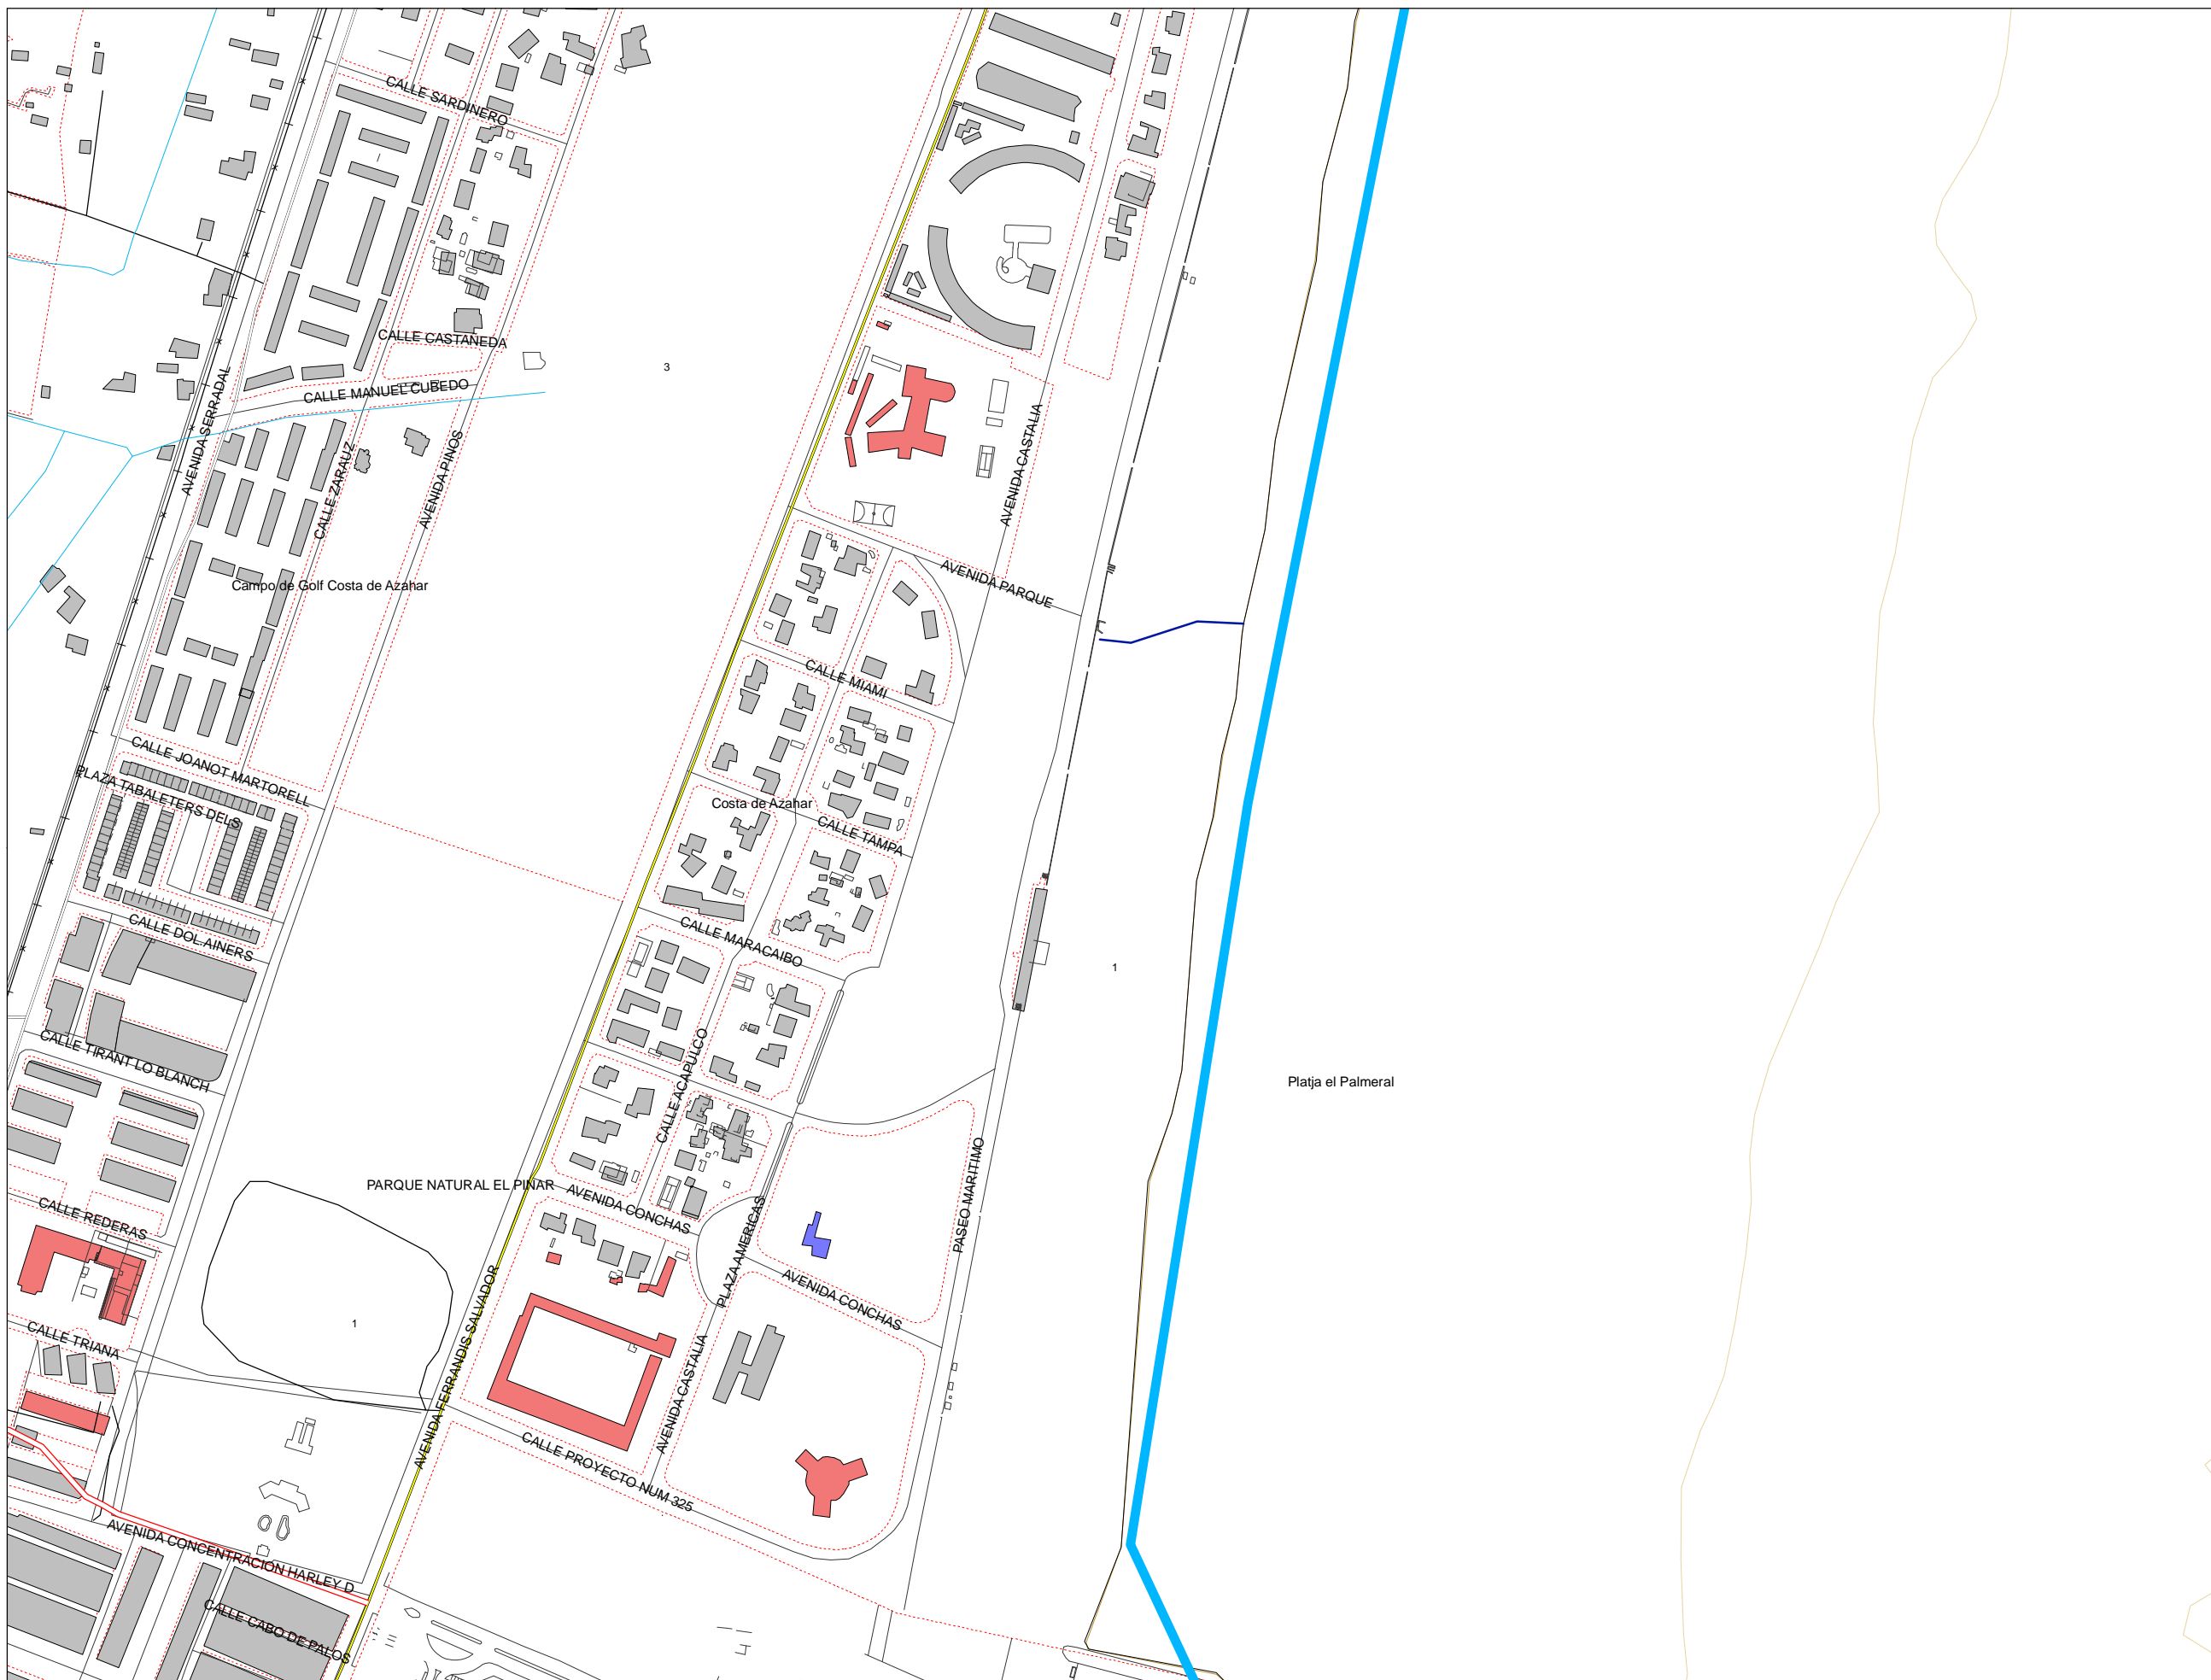 CALLE SARDINERO
CALLE CASTAÑEDA
3
CALLE MANUEL CUBEDO
AVENIDA SERRADAL
CALLE ZARAUZ
AVENIDA PINOS
AVENIDA CASTALIA
Campo de Golf Costa de Azahar
AVENIDA PARQUE
CALLE MIAMI
CALLE JOANOT MARTORELL
PLAZA TABALETERS DELS
Costa de Azahar
CALLE TAMPA
CALLE DOLAINERS
CALLE MARACAIBO
1
CALLE TIRANT LO BLANCH
CALLE ACAPULCO
Platja el Palmeral
PARQUE NATURAL EL PINAR
AVENIDA CONCHAS
PLAZA AMERICAS
PASEO MARITIMO
CALLE REDERAS
AVENIDA CONCHAS
1
CALLE TRIANA
AVENIDA FERRANDIS SALVADOR
AVENIDA CASTALIA
CALLE PROYECTO NUM 325
AVENIDA CONCENTRACION HARLEY D
CALLE CABO DE PALOS